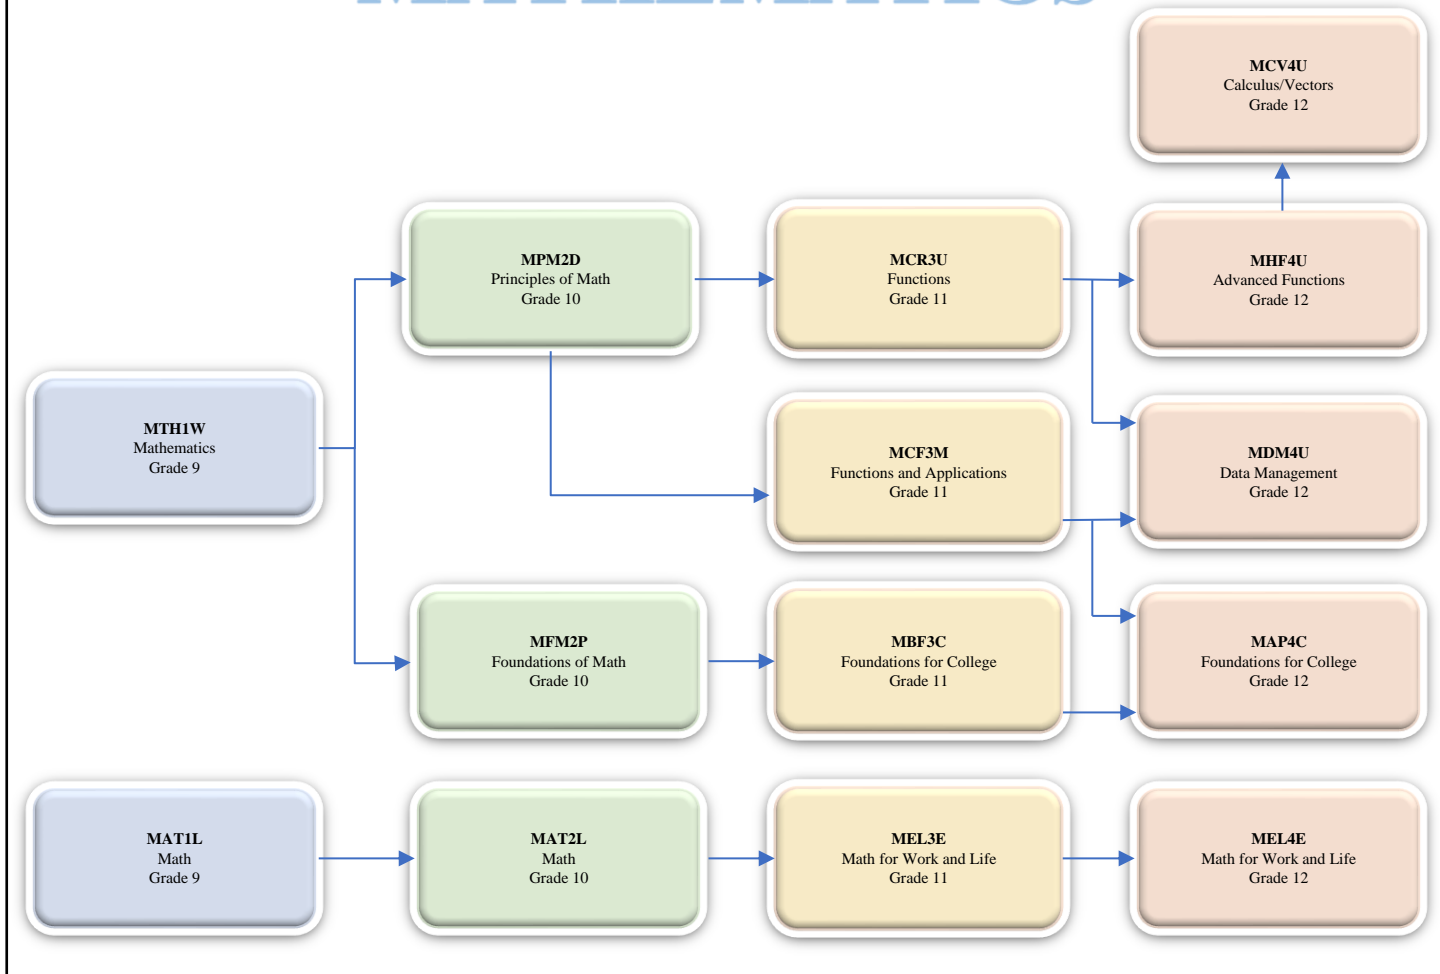 MATHEMATICS
MCV4U
Calculus/Vectors
Grade 12
MPM2D
Principles of Math
Grade 10
MCR3U
Functions
Grade 11
MHF4U
Advanced Functions
Grade 12
MTH1W
Mathematics
Grade 9
MCF3M
Functions and Applications
Grade 11
MDM4U
Data Management
Grade 12
MFM2P
Foundations of Math
Grade 10
MBF3C
Foundations for College
Grade 11
MAP4C
Foundations for College
Grade 12
MAT1L
Math
Grade 9
MAT2L
Math
Grade 10
MEL3E
Math for Work and Life
Grade 11
MEL4E
Math for Work and Life
Grade 12